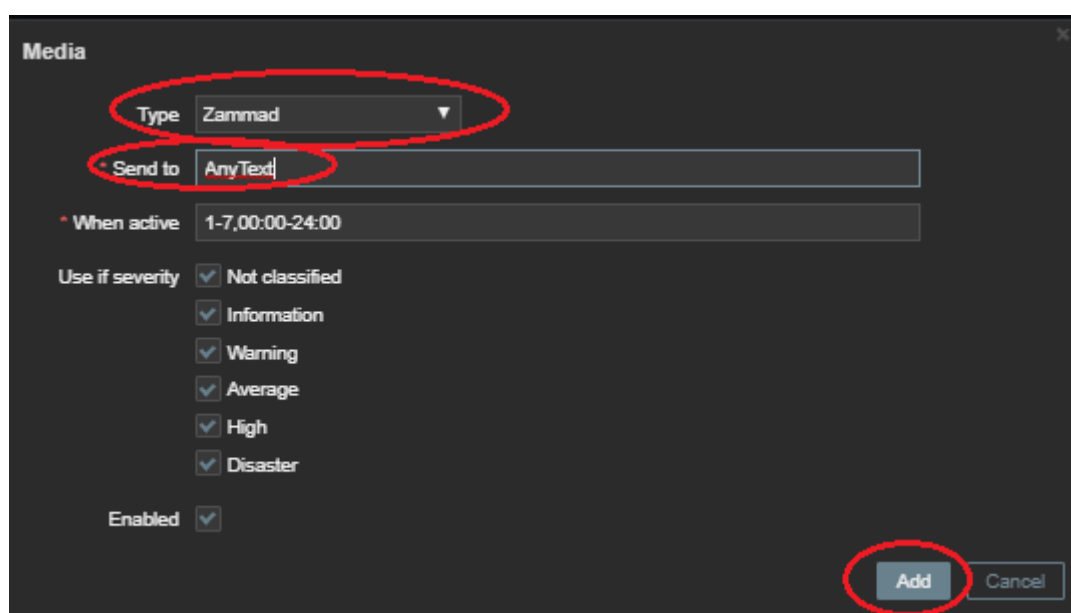 Media
Type Zammad
* Send to AnyText
* When active 1-7,00:00-24:00
Use if severity Not classified
Information
Warning
Average
High
Disaster
Enabled
Add Cancel